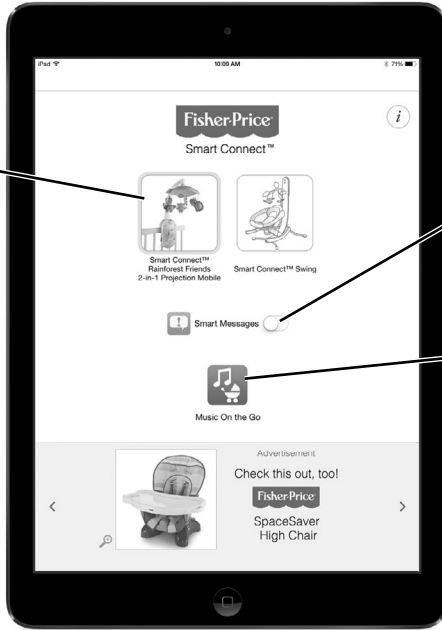 iPad
10:09 AM
71%
Fisher-Price
i
Smart Connect™
Smart Connect™
Rainforest Friends
2-in-1 Projection Mobile
Smart Connect™ Swing
Smart Messages
Music On the Go
Advertisement
Check this out, too!
Fisher-Price
SpaceSaver
High Chair